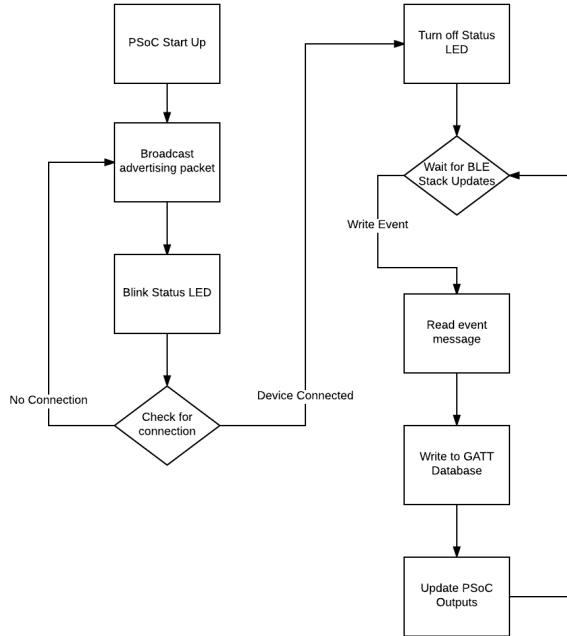 PSoC Start Up
Broadcast
advertising packet
Blink Status LED
Check for
connection
No Connection
Device Connected
Turn off Status
LED
Wait for BLE
Stack Updates
Write Event
Read event
message
Write to GATT
Database
Update PSoC
Outputs